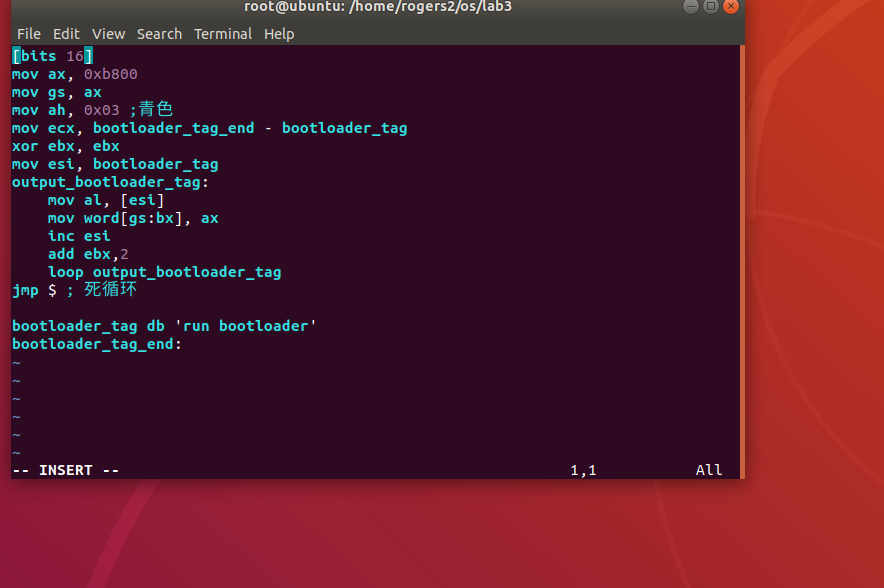 root@ubuntu: /home/rogers2/os/lab3
File Edit View Search Terminal Help
[bits 16]
mov ax, 0xb800
mov gs, ax
mov ah, 0x03 ;青色
mov ecx, bootloader_tag_end - bootloader_tag
xor ebx, ebx
mov esi, bootloader_tag
output_bootloader_tag:
    mov al, [esi]
    mov word[gs:bx], ax
    inc esi
    add ebx,2
    loop output_bootloader_tag
jmp $ ; 死循环

bootloader_tag db 'run bootloader'
bootloader_tag_end:
~
~
~
~
~
~
-- INSERT -- 1,1 All